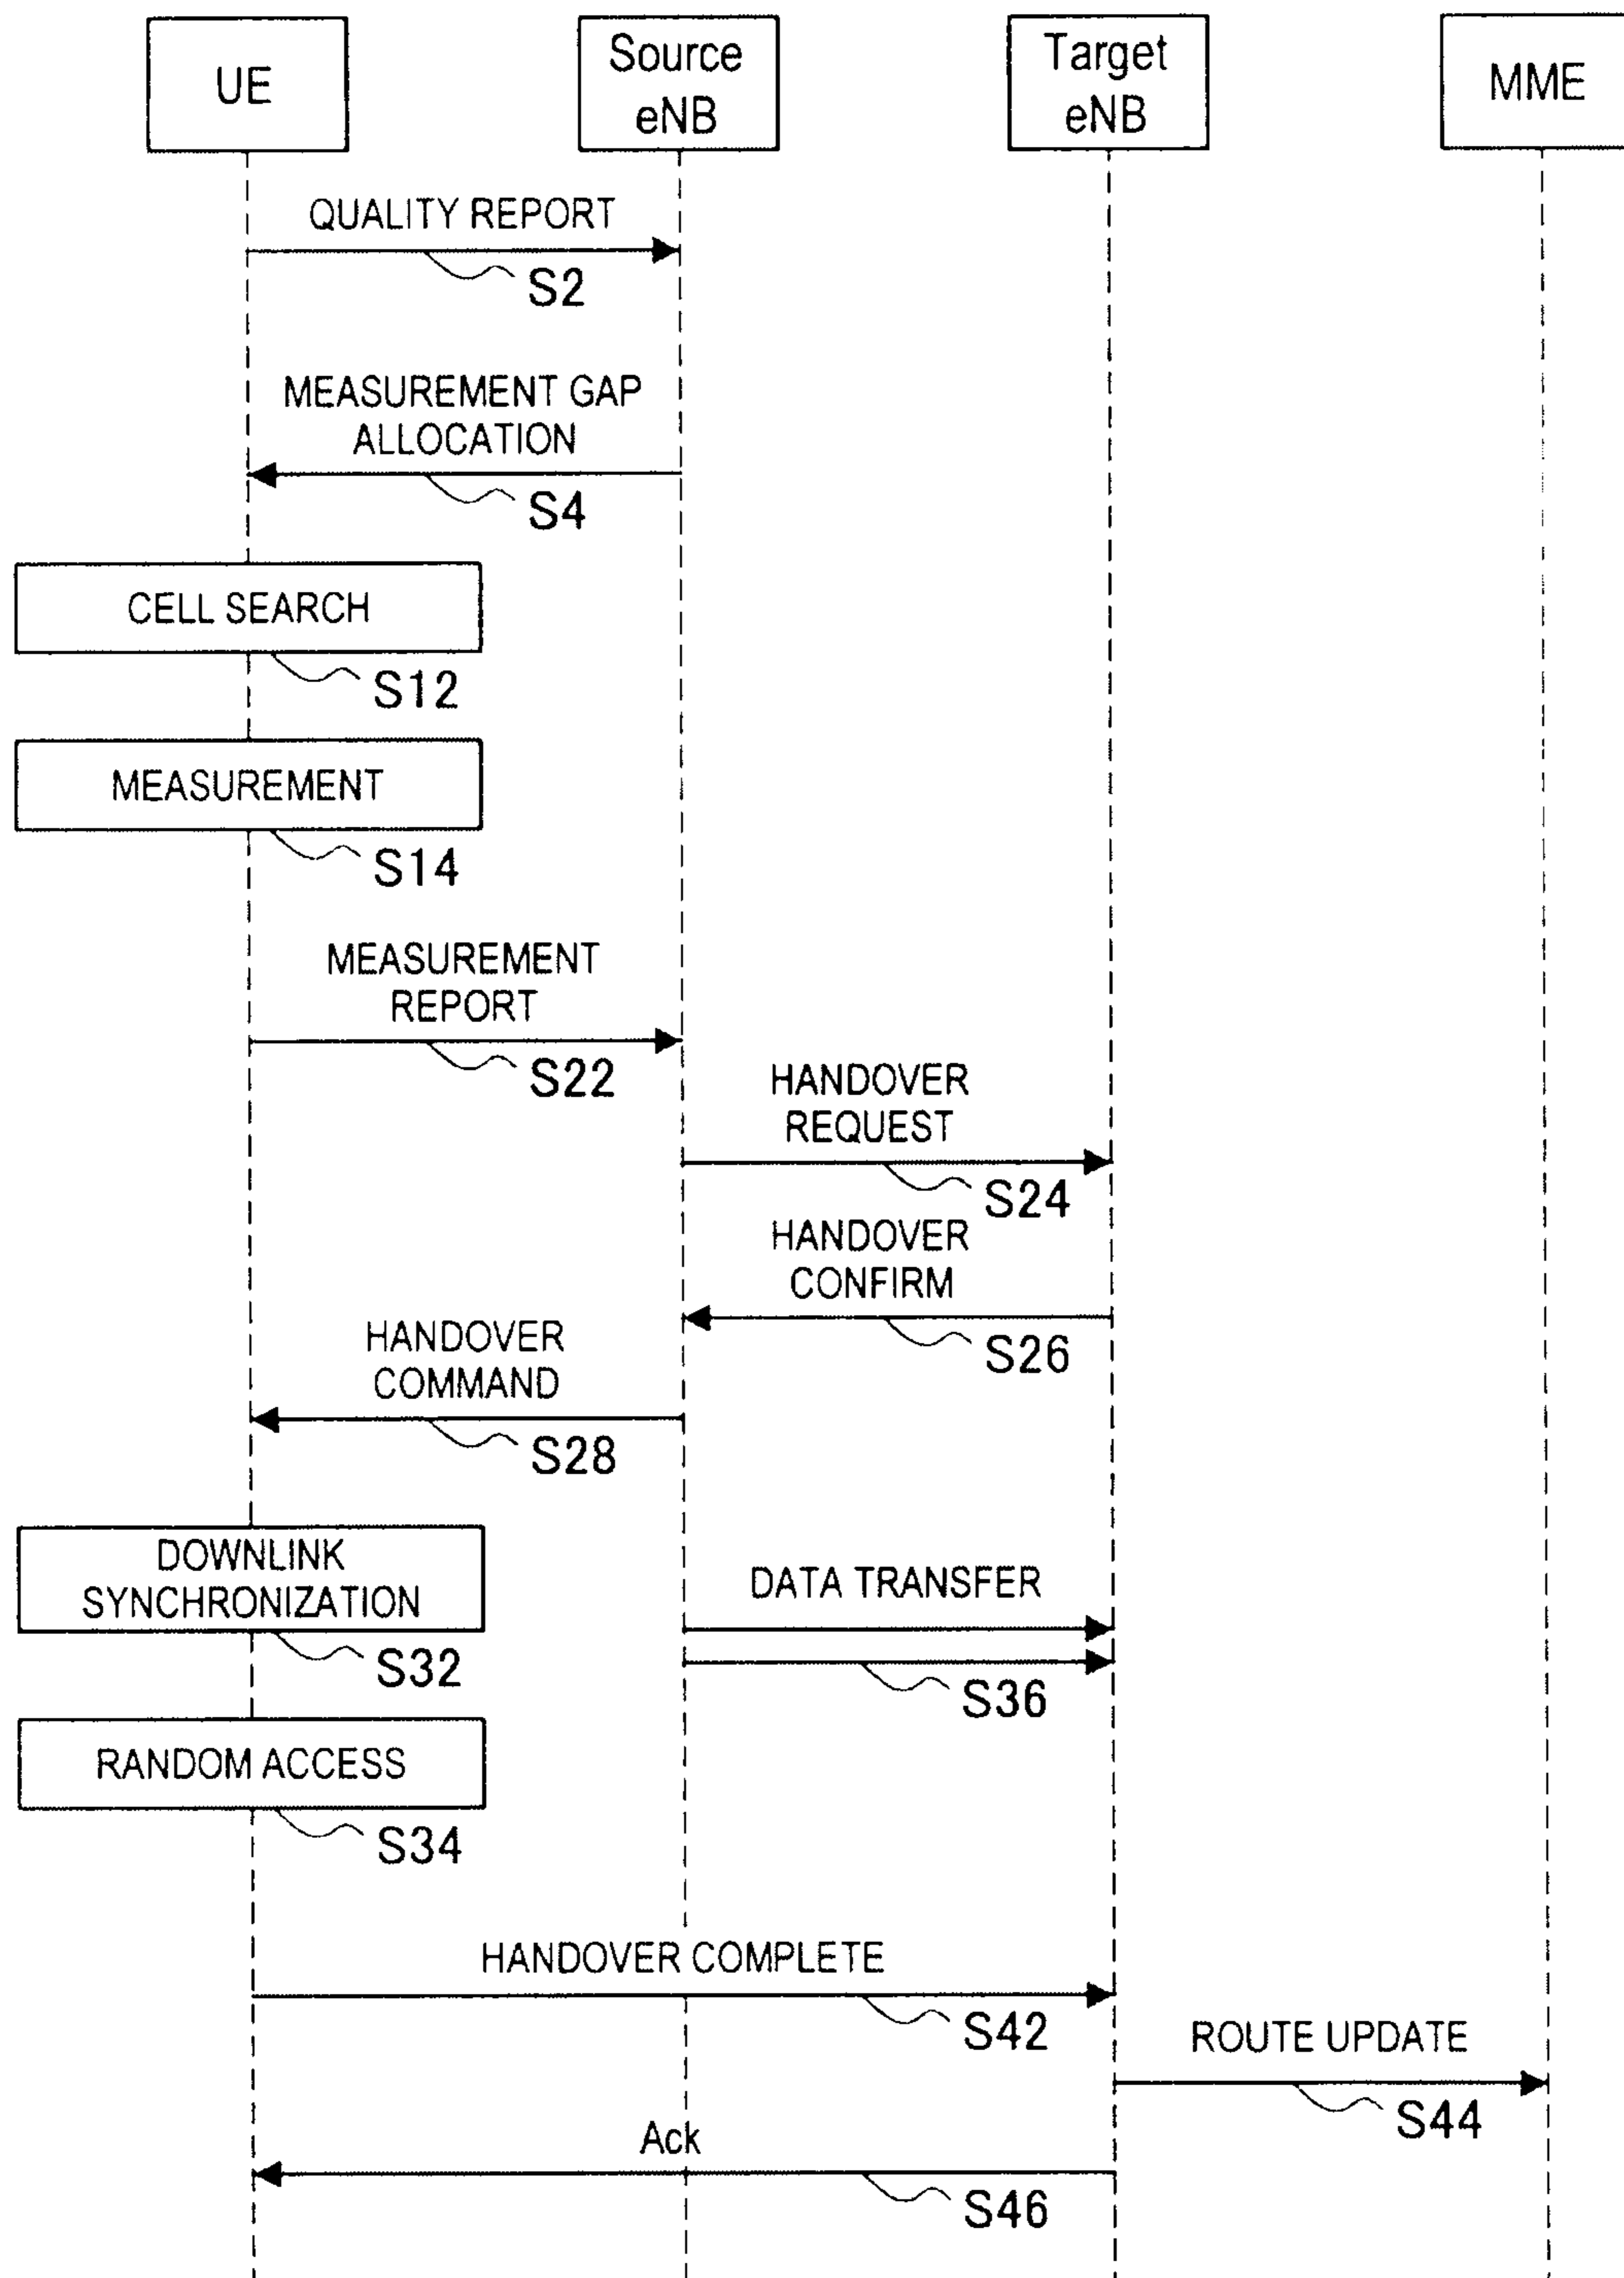 UE
Source
eNB
Target
eNB
MME
QUALITY REPORT
S2
MEASUREMENT GAP
ALLOCATION
S4
CELL SEARCH
S12
MEASUREMENT
S14
MEASUREMENT
REPORT
S22
HANDOVER
REQUEST
S24
HANDOVER
CONFIRM
S26
HANDOVER
COMMAND
S28
DOWNLINK
SYNCHRONIZATION
S32
DATA TRANSFER
S36
RANDOM ACCESS
S34
HANDOVER COMPLETE
S42
ROUTE UPDATE
S44
Ack
S46